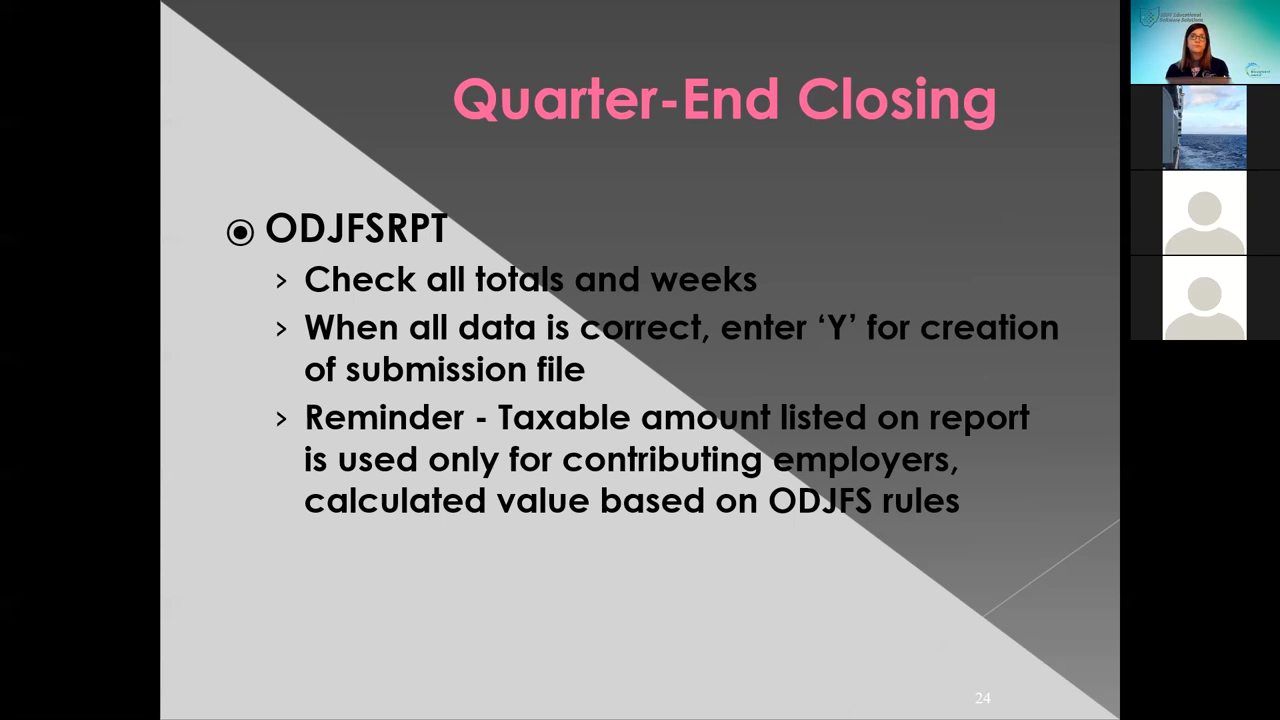 Quarter-End Closing
ODJFSRPT
› Check all totals and weeks
› When all data is correct, enter ‘Y’ for creation
of submission file
› Reminder - Taxable amount listed on report
is used only for contributing employers,
calculated value based on ODJFS rules
24